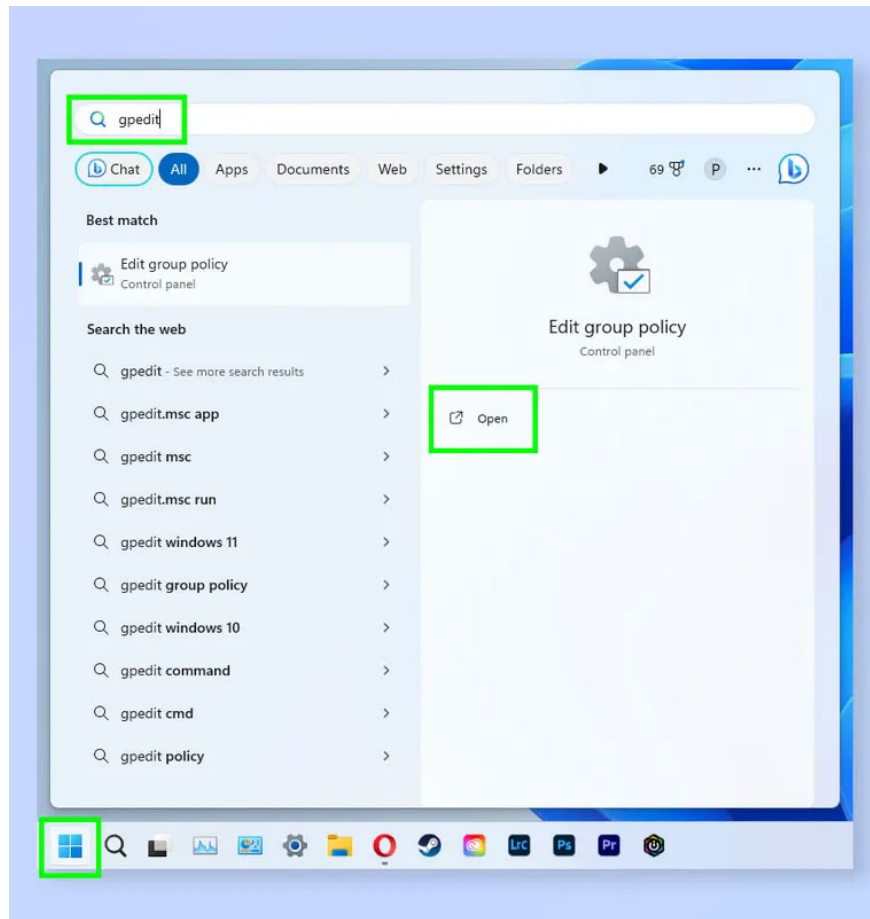 gpedit
Chat All Apps Documents Web Settings Folders 69 P ...
Best match
Edit group policy
Control panel
Search the web
gpedit - See more search results
gpedit.msc app
gpedit msc
gpedit.msc run
gpedit windows 11
gpedit group policy
gpedit windows 10
gpedit command
gpedit cmd
gpedit policy
Edit group policy
Control panel
Open
Lrc Ps Pr